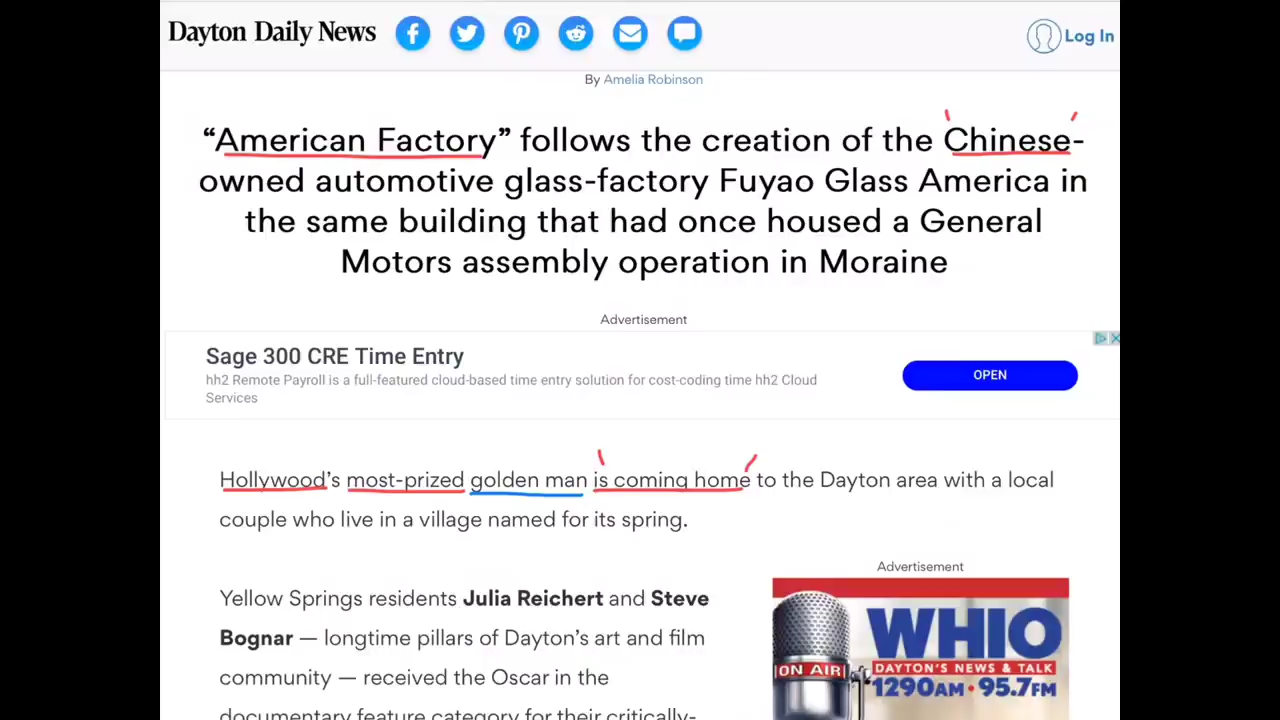 Dayton Daily News
Log In
By Amelia Robinson
“American Factory” follows the creation of the Chinese-
owned automotive glass-factory Fuyao Glass America in
the same building that had once housed a General
Motors assembly operation in Moraine
Advertisement
Sage 300 CRE Time Entry
hh2 Remote Payroll is a full-featured cloud-based time entry solution for cost-coding time hh2 Cloud
Services
OPEN
Hollywood's most-prized golden man is coming home to the Dayton area with a local
couple who live in a village named for its spring.
Advertisement
Yellow Springs residents Julia Reichert and Steve
Bognar — longtime pillars of Dayton's art and film
community — received the Oscar in the
documentary feature category for their critically-
WHIO
ON AIR
DAYTON'S NEWS & TALK
1290AM • 95.7FM